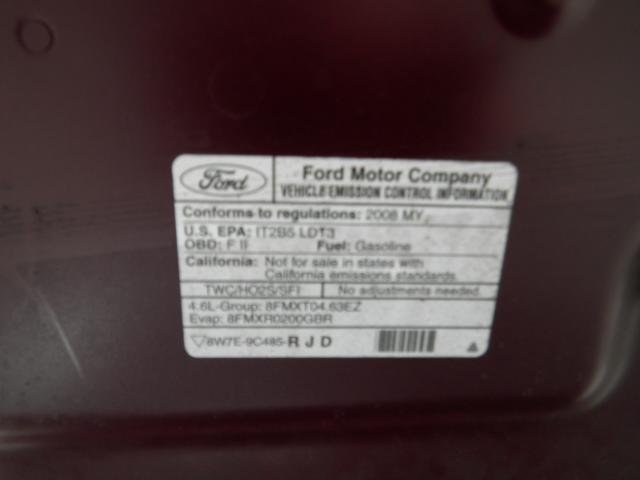 Ford
Ford Motor Company
VEHICLE EMISSION CONTROL INFORMATION
Conforms to regulations: 2008 MY
U.S. EPA: IT2B5 LDT3
OBD: F II Fuel: Gasoline
California: Not for sale in states with
California emissions standards.
TWC/HO2S/SFI No adjustments needed.
4.6L-Group: 8FMXT04.63EZ
Evap: 8FMXR0200GBR
8W7E-9C485-RJD